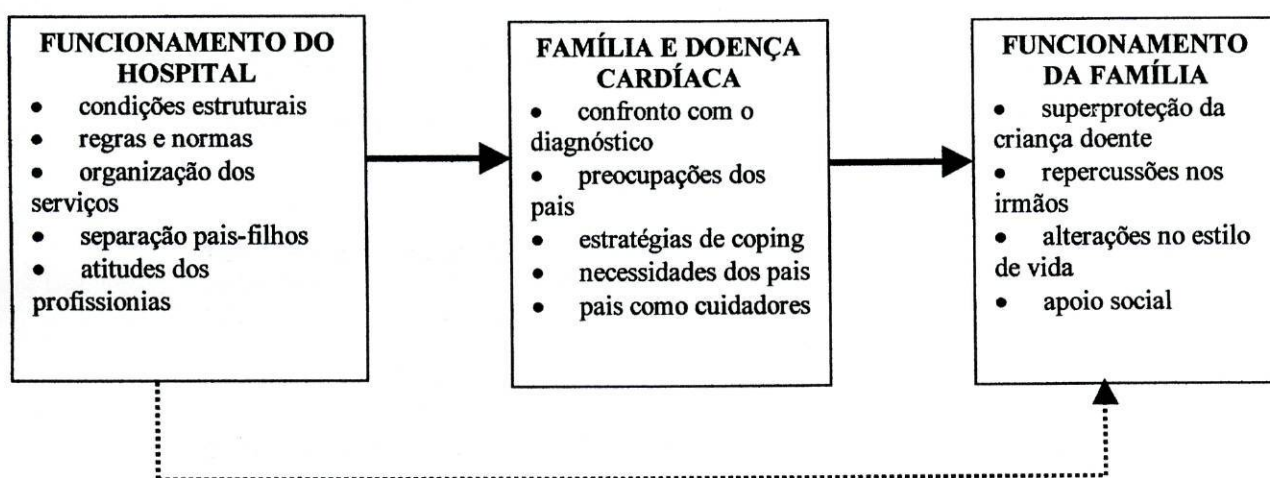 FUNCIONAMENTO DO
HOSPITAL
• condições estruturais
• regras e normas
• organização dos
serviços
• separação pais-filhos
• atitudes dos
profissionias
FAMÍLIA E DOENÇA
CARDÍACA
• confronto com o
diagnóstico
• preocupações dos
pais
• estratégias de coping
• necessidades dos pais
• pais como cuidadores
FUNCIONAMENTO
DA FAMÍLIA
• superproteção da
criança doente
• repercussões nos
irmãos
• alterações no estilo
de vida
• apoio social